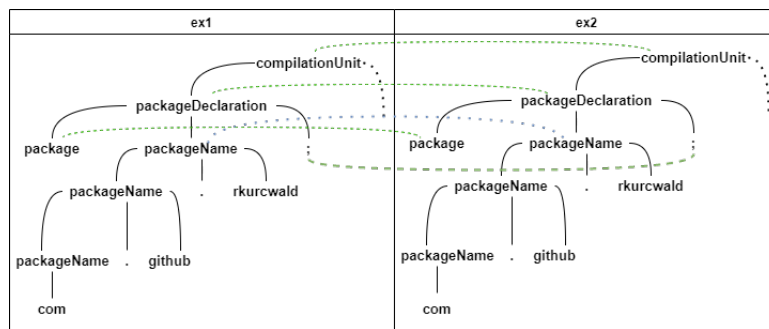 ex1 ex2
compilationUnit compilationUnit
packageDeclaration packageDeclaration
package packageName ; package packageName ;
packageName . rkurcwald packageName . rkurcwald
packageName . github packageName . github
com com